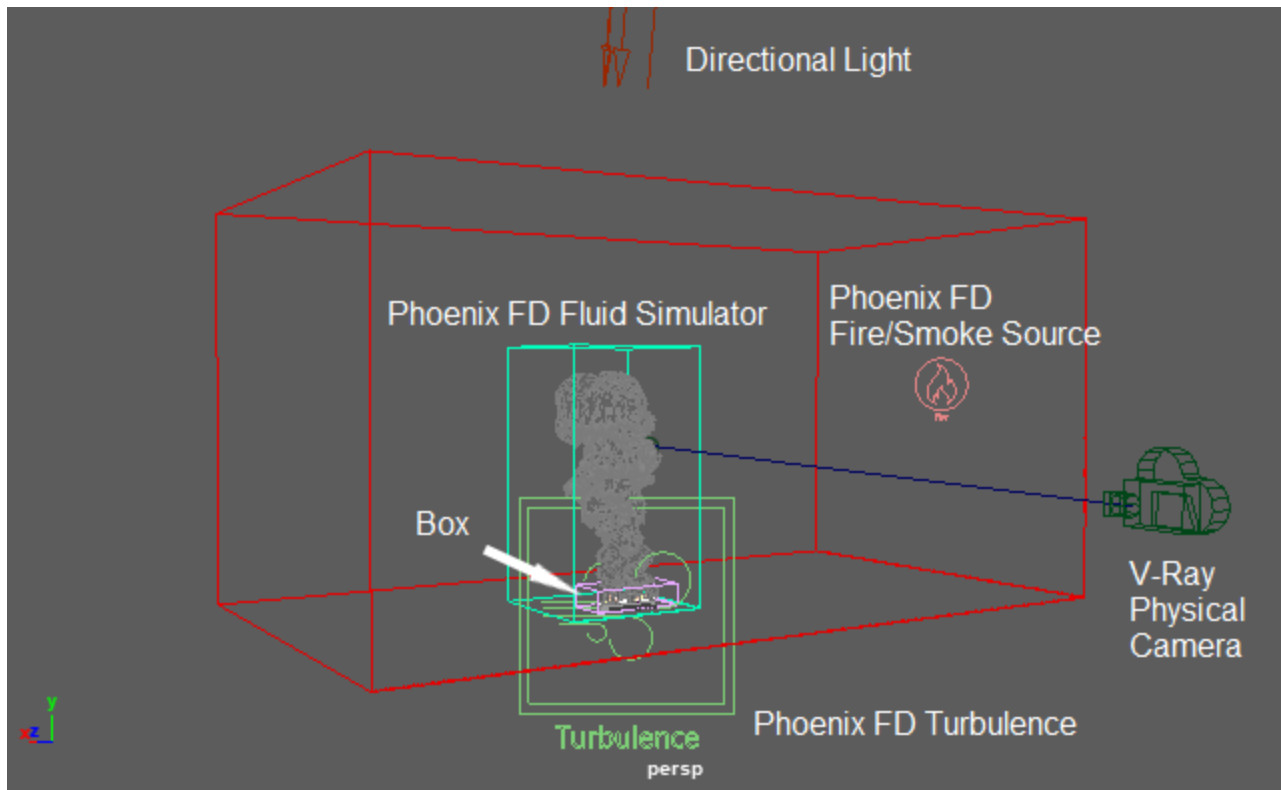 Directional Light
Phoenix FD Fluid Simulator
Phoenix FD
Fire/Smoke Source
Box
V-Ray
Physical
Camera
Phoenix FD Turbulence
Turbulence
persp
y
x
z